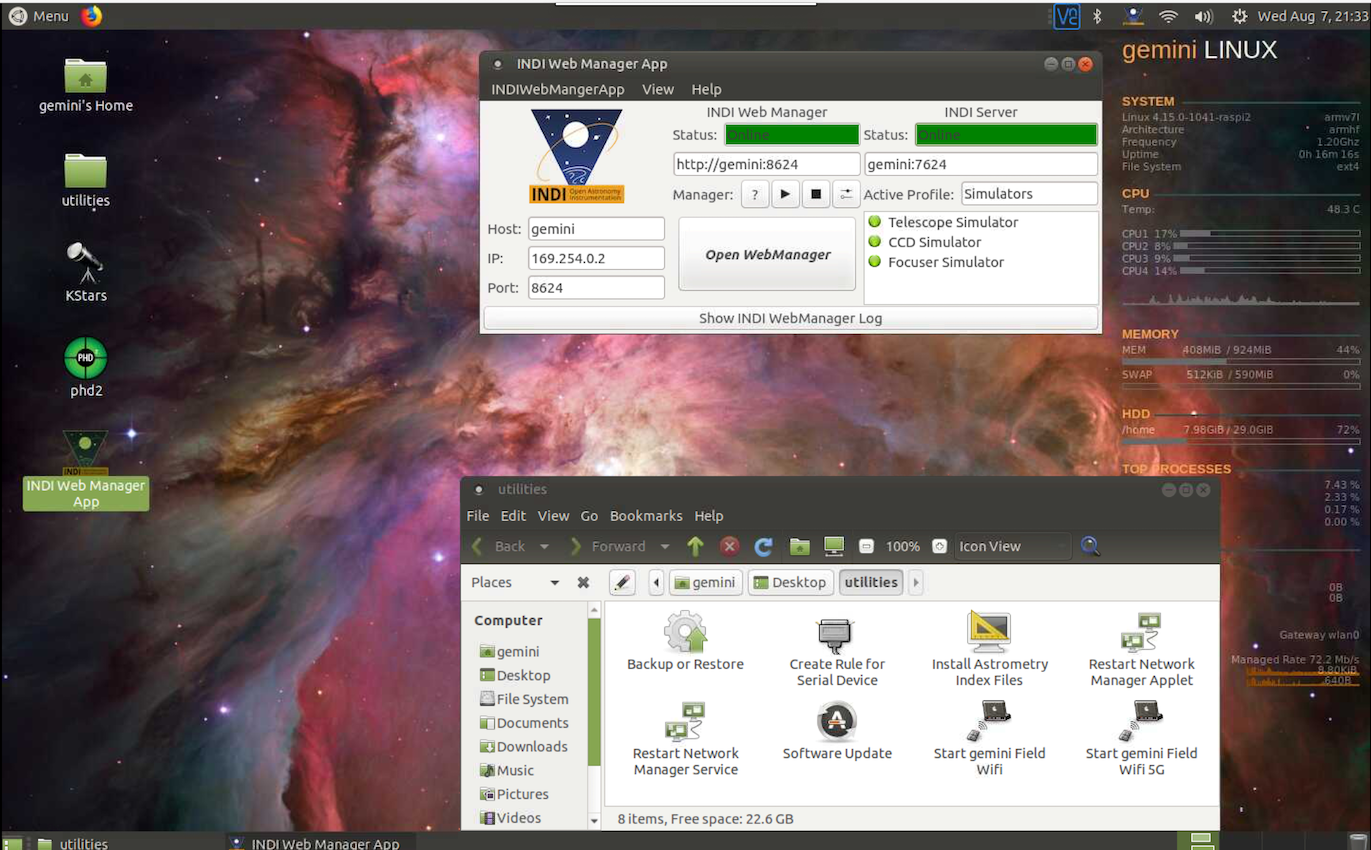 Menu
Wed Aug 7, 21:33
gemini's Home
utilities
KStars
PHD
phd2
INDI
INDI Web Manager
App
INDI Web Manager App
INDIWebMangerApp View Help
INDI Web Manager
INDI Server
Status: Online
Status: Online
http://gemini:8624
gemini:7624
Manager: ?
Active Profile: Simulators
INDI Open Astronomy
Instrumentation
Host: gemini
IP: 169.254.0.2
Port: 8624
Open WebManager
Telescope Simulator
CCD Simulator
Focuser Simulator
Show INDI WebManager Log
gemini LINUX
SYSTEM
Linux 4.15.0-1041-raspi2 armv7l
Architecture armhf
Frequency 1.20Ghz
Uptime 0h 16m 16s
File System ext4
CPU
Temp: 48.3 C
CPU1 17%
CPU2 8%
CPU3 9%
CPU4 14%
MEMORY
MEM 408MiB / 924MiB 44%
SWAP 512KiB / 590MiB 0%
HDD
/home 7.98GiB / 29.0GiB 72%
TOP PROCESSES
7.43 %
2.33 %
0.17 %
0.00 %
0B
0B
Gateway wlan0
Managed Rate 72.2 Mb/s
8.80KiB
640B
utilities
File Edit View Go Bookmarks Help
Back Forward 100% Icon View
Places
gemini Desktop utilities
Computer
gemini
Desktop
File System
Documents
Downloads
Music
Pictures
Videos
Backup or Restore
Create Rule for
Serial Device
Install Astrometry
Index Files
Restart Network
Manager Applet
Restart Network
Manager Service
Software Update
Start gemini Field
Wifi
Start gemini Field
Wifi 5G
8 items, Free space: 22.6 GB
utilities
INDI Web Manager App